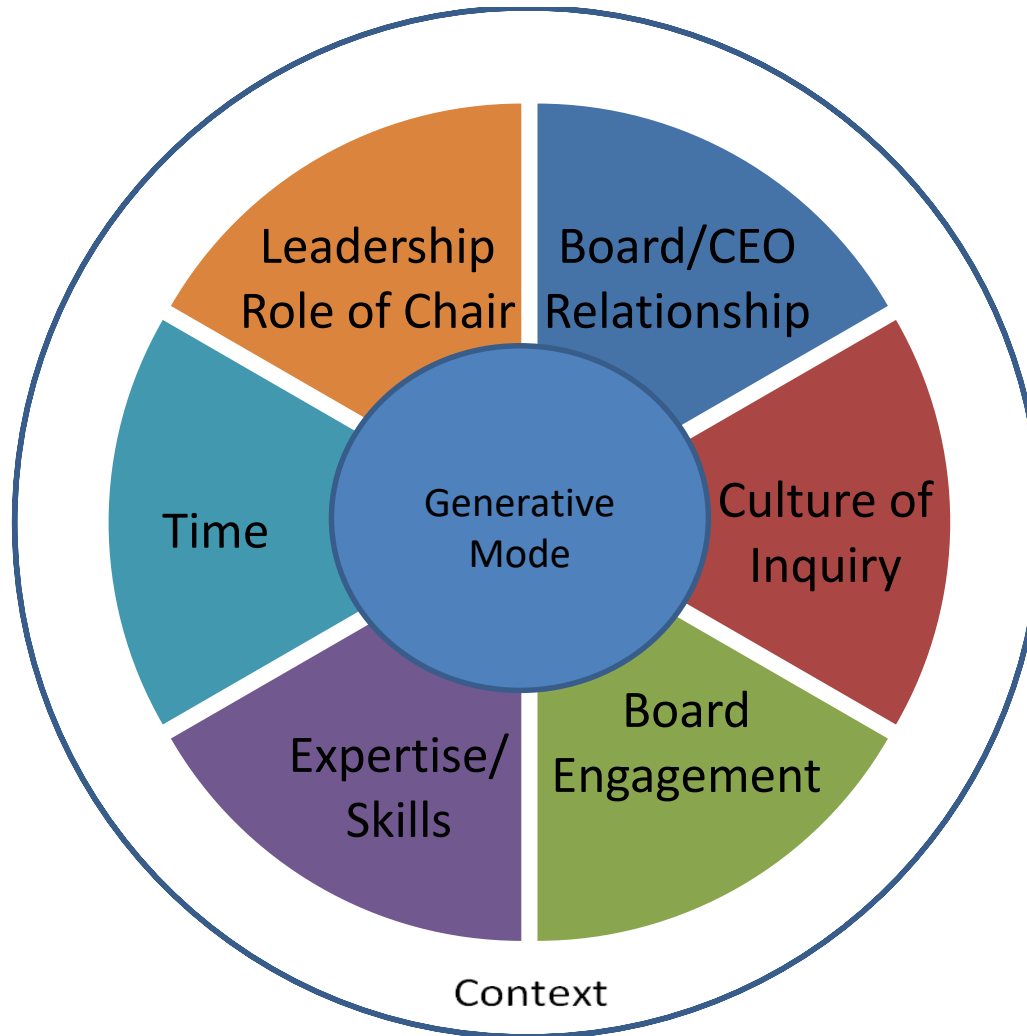 Leadership
Role of Chair
Board/CEO
Relationship
Time
Generative
Mode
Culture of
Inquiry
Expertise/
Skills
Board
Engagement
Context